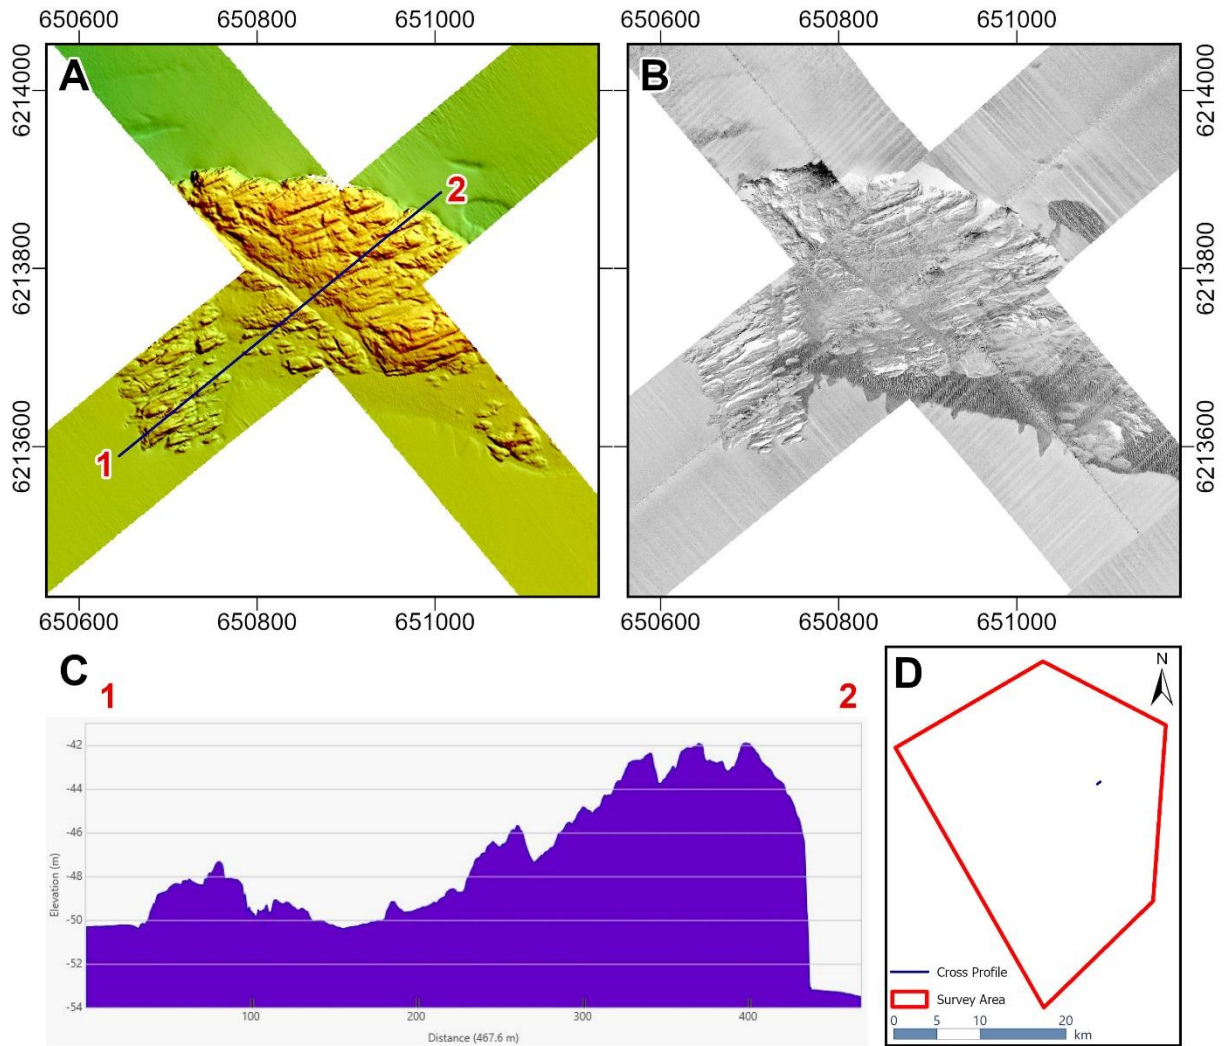 650600 650800 651000 650600 650800 651000
A
B
6214000
6213800
6213600
6214000
6213800
6213600
2
1
650600 650800 651000 650600 650800 651000
C
1
2
D
N
-42
-44
-46
-48
-50
-52
-54
Elevation (m)
100 200 300 400
Distance (467.6 m)
Cross Profile
Survey Area
0 5 10 20
km